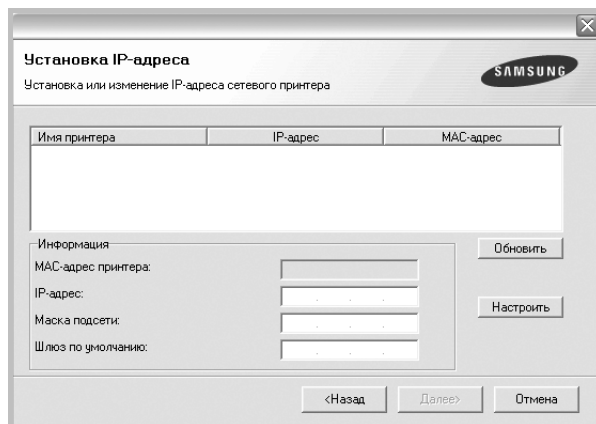 Установка IP-адреса
Установка или изменение IP-адреса сетевого принтера
SAMSUNG
Имя принтера IP-адрес MAC-адрес
Информация
Обновить
MAC-адрес принтера:
IP-адрес:
Настроить
Маска подсети:
Шлюз по умолчанию:
<Назад Далее> Отмена